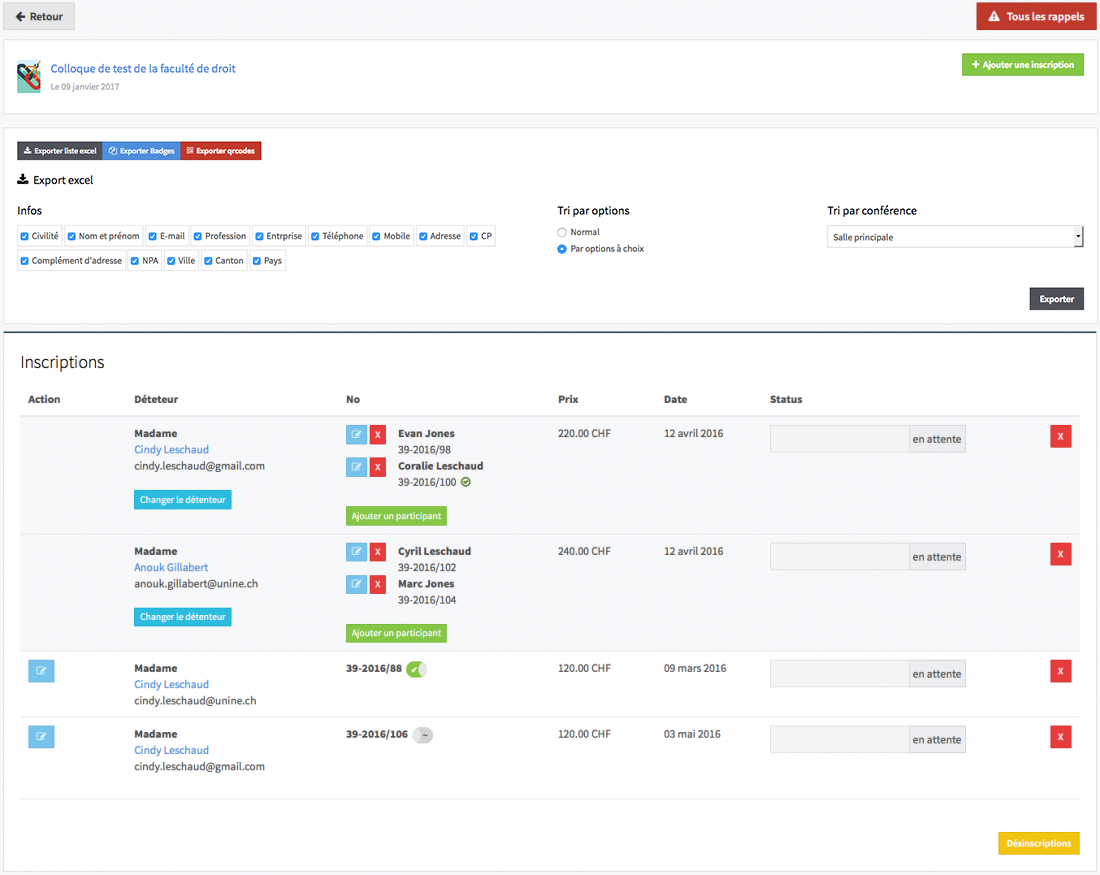 Retour
Tous les rappels
Colloque de test de la faculté de droit
Le 09 janvier 2017
+ Ajouter une inscription
Exporter liste excel Exporter Badges Exporter qrcodes
Export excel
Infos
Tri par options
Tri par conférence
Civilité Nom et prénom E-mail Profession Entrprise Téléphone Mobile Adresse CP
Complément d'adresse NPA Ville Canton Pays
Normal
Par options à choix
Salle principale
Exporter
Inscriptions
Action Déteteur No Prix Date Status
Madame
Cindy Leschaud
cindy.leschaud@gmail.com
Changer le détenteur
X Evan Jones
39-2016/98
X Coralie Leschaud
39-2016/100
Ajouter un participant
220.00 CHF
12 avril 2016
en attente
X
Madame
Anouk Gillabert
anouk.gillabert@unine.ch
Changer le détenteur
X Cyril Leschaud
39-2016/102
X Marc Jones
39-2016/104
Ajouter un participant
240.00 CHF
12 avril 2016
en attente
X
Madame
Cindy Leschaud
cindy.leschaud@unine.ch
39-2016/88
120.00 CHF
09 mars 2016
en attente
X
Madame
Cindy Leschaud
cindy.leschaud@gmail.com
39-2016/106 ~
120.00 CHF
03 mai 2016
en attente
X
Désinscriptions